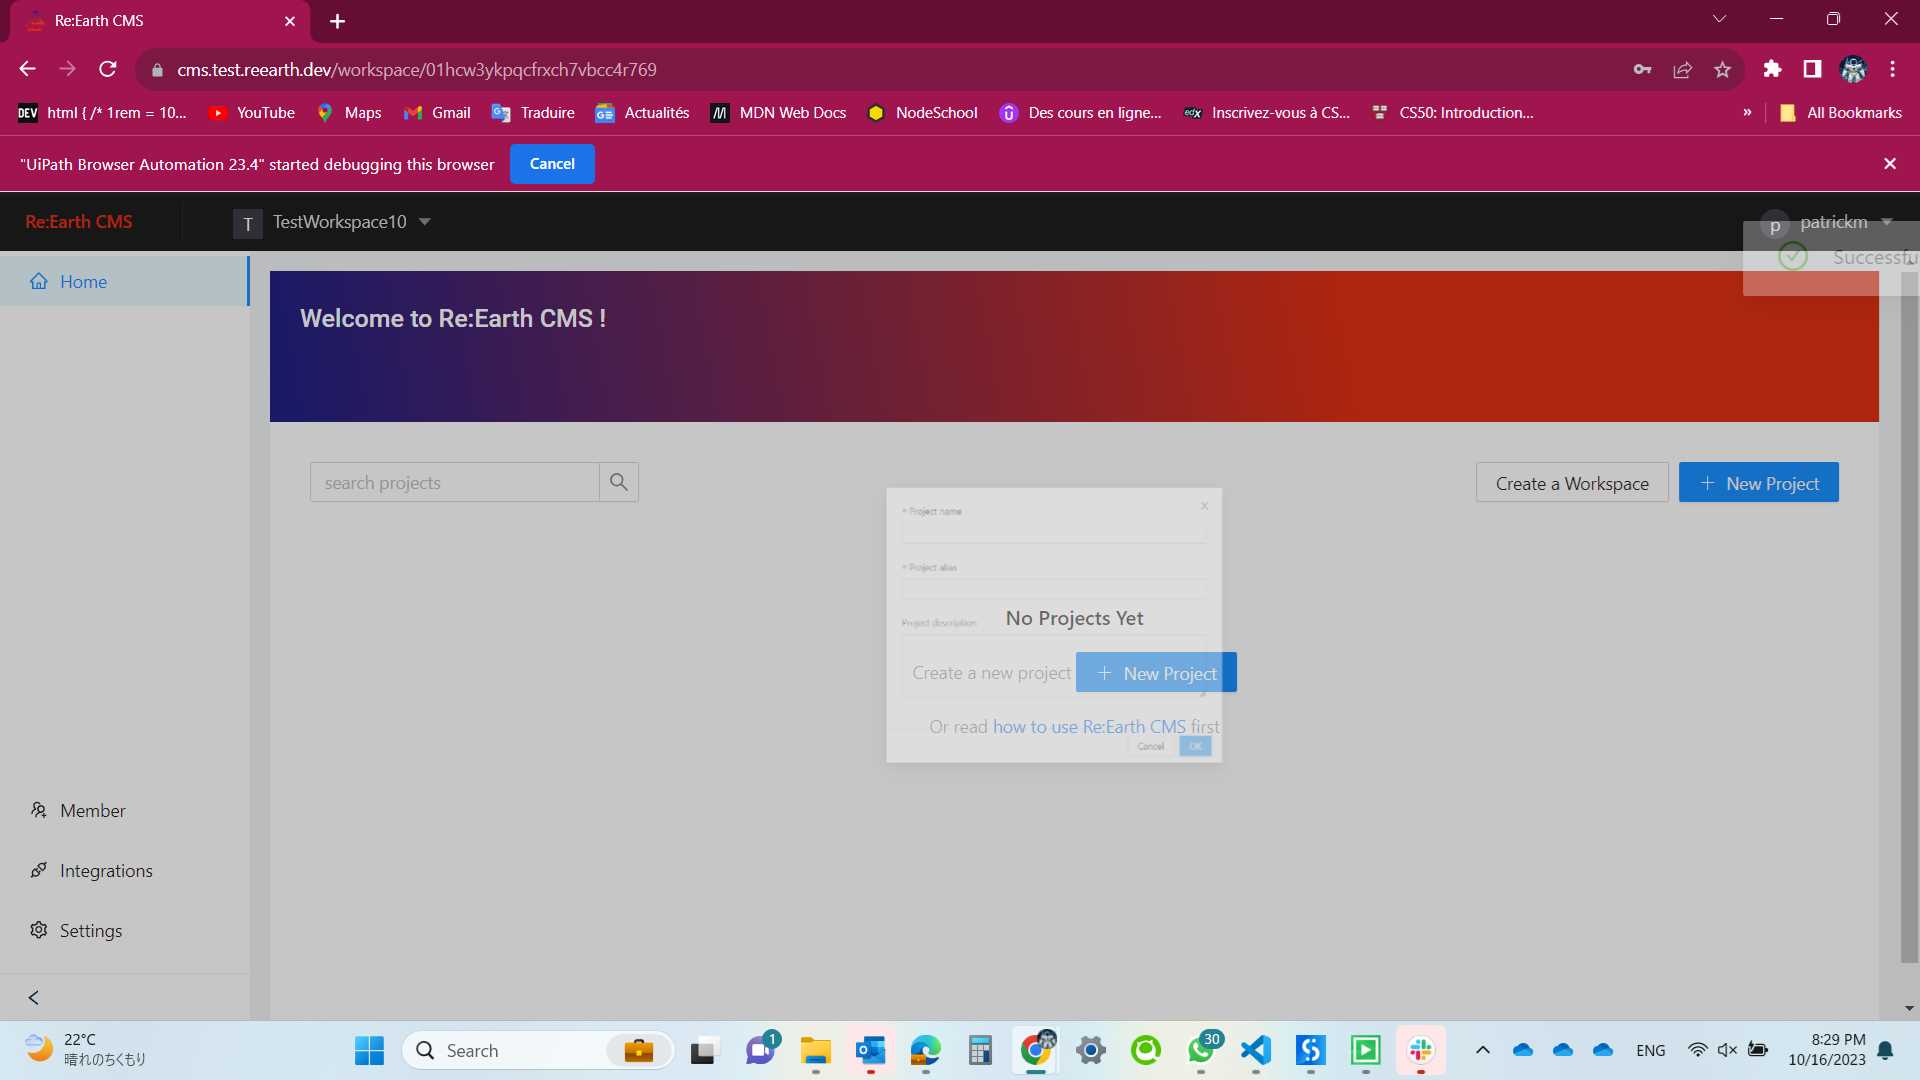 Re:Earth CMS
cms.test.reearth.dev/workspace/01hcw3ykpqcfrxch7vbcc4r769
DEV html { /* 1rem = 10... YouTube Maps Gmail Traduire Actualités MDN Web Docs NodeSchool Des cours en ligne... edX Inscrivez-vous à CS... CS50: Introduction... » All Bookmarks
"UiPath Browser Automation 23.4" started debugging this browser Cancel
Re:Earth CMS T TestWorkspace10 p patrickm
Successfu
Home
Welcome to Re:Earth CMS !
search projects Create a Workspace + New Project
* Project name
* Project alias
Project description
No Projects Yet
Create a new project + New Project
Or read how to use Re:Earth CMS first
Cancel OK
Member
Integrations
Settings
22°C
晴れのちくもり
Search 1 30 ENG
8:29 PM
10/16/2023